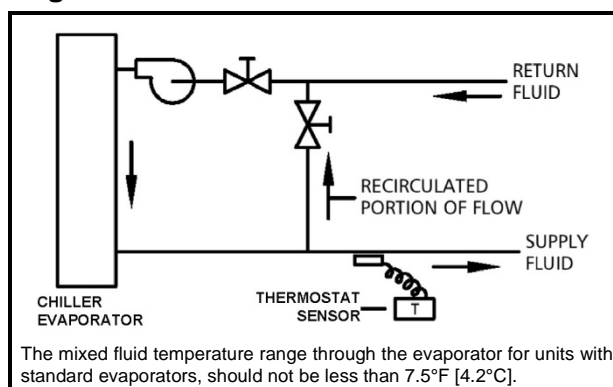 RETURN
FLUID
RECIRCULATED
PORTION OF FLOW
SUPPLY
FLUID
CHILLER
EVAPORATOR
THERMOSTAT
SENSOR
T
The mixed fluid temperature range through the evaporator for units with
standard evaporators, should not be less than 7.5°F [4.2°C].